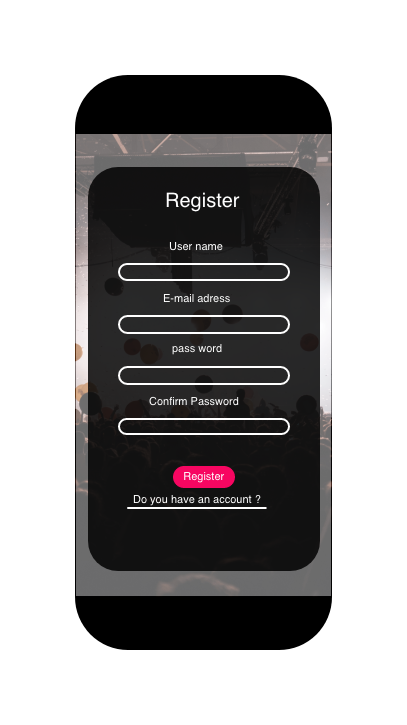 Register
User name
E-mail adress
pass word
Confirm Password
Register
Do you have an account ?